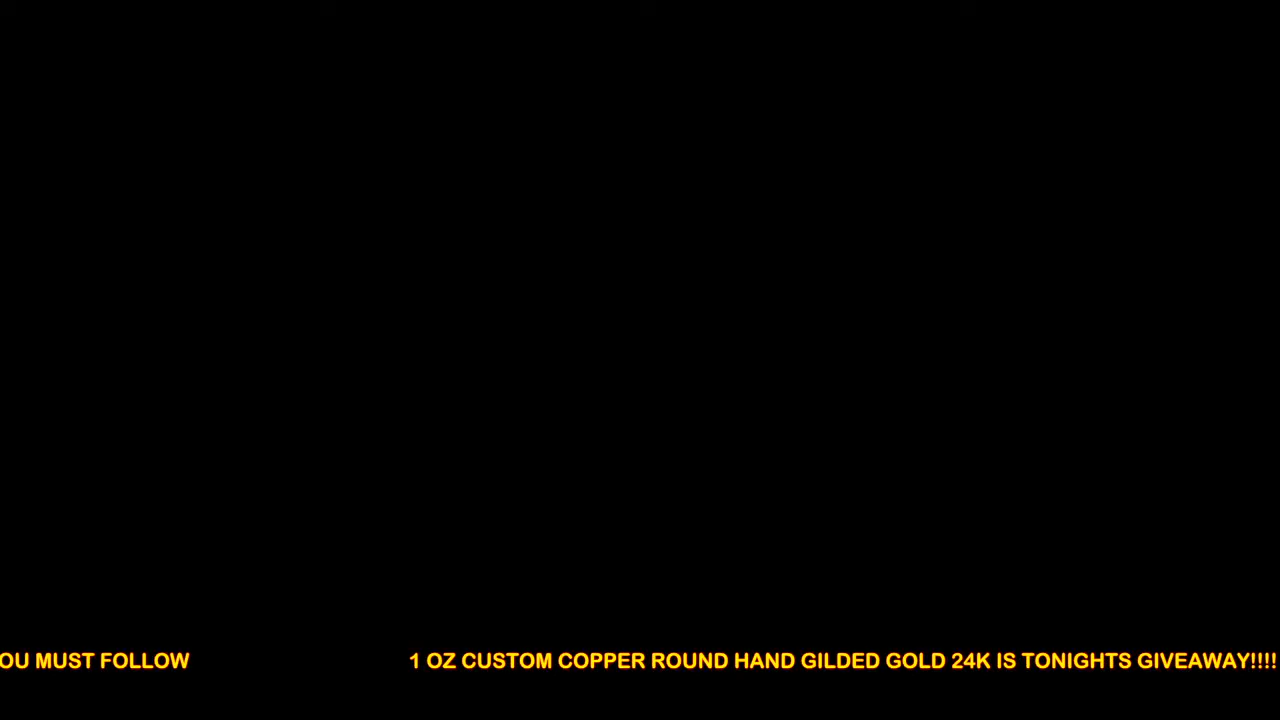 OU MUST FOLLOW 1 OZ CUSTOM COPPER ROUND HAND GILDED GOLD 24K IS TONIGHTS GIVEAWAY!!!!